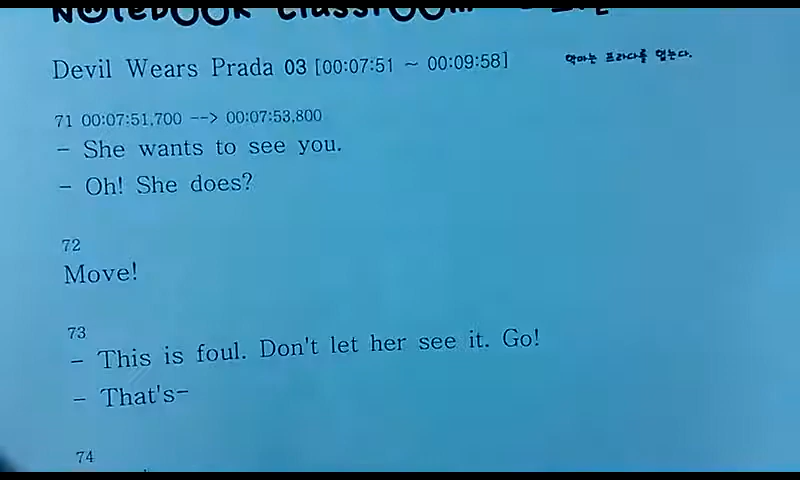 Notebook Classroom
Devil Wears Prada 03 [00:07:51 ~ 00:09:58] 악마는 프라다를 입는다.
71 00:07:51,700 --> 00:07:53,800
- She wants to see you.
- Oh! She does?
72
Move!
73
- This is foul. Don't let her see it. Go!
- That's-
74